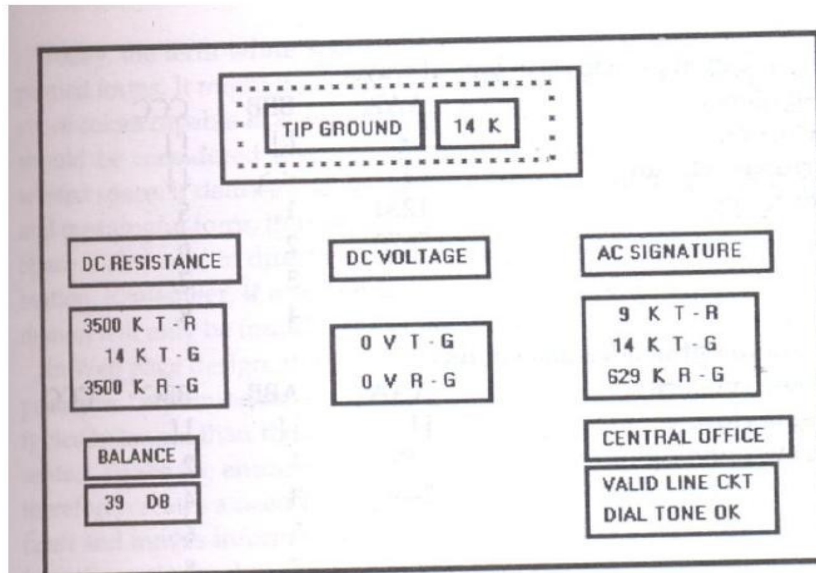 TIP GROUND 14 K
DC RESISTANCE
3500 K T-R
14 K T-G
3500 K R-G
DC VOLTAGE
0 V T-G
0 V R-G
AC SIGNATURE
9 K T-R
14 K T-G
629 K R-G
BALANCE
39 DB
CENTRAL OFFICE
VALID LINE CKT
DIAL TONE OK